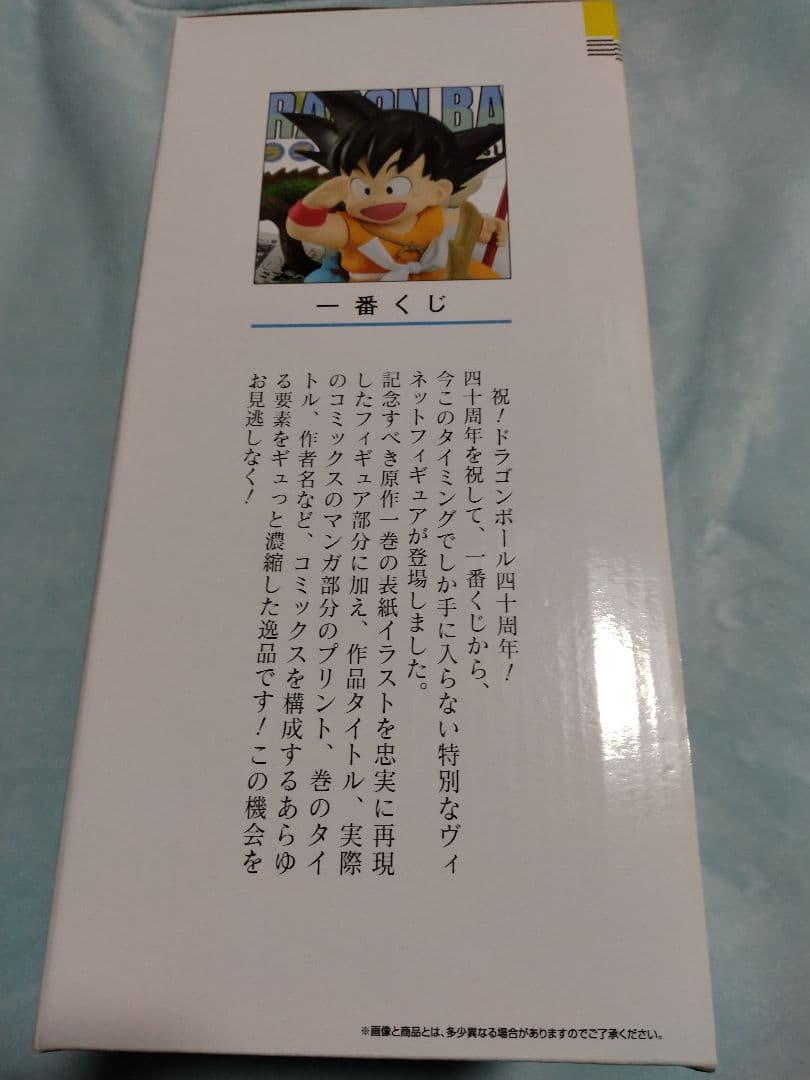 RAGON BA
一番くじ
祝！ドラゴンボール四十周年！
四十周年を祝して、一番くじから、
今このタイミングでしか手に入らない特別なヴィ
ネットフィギュアが登場しました。
記念すべき原作一巻の表紙イラストを忠実に再現
したフィギュア部分に加え、作品タイトル、実際
のコミックスのマンガ部分のプリント、巻のタイ
トル、作者名など、コミックスを構成するあらゆ
る要素をギュっと濃縮した逸品です！この機会を
お見逃しなく！
※画像と商品とは、多少異なる場合がありますのでご了承ください。